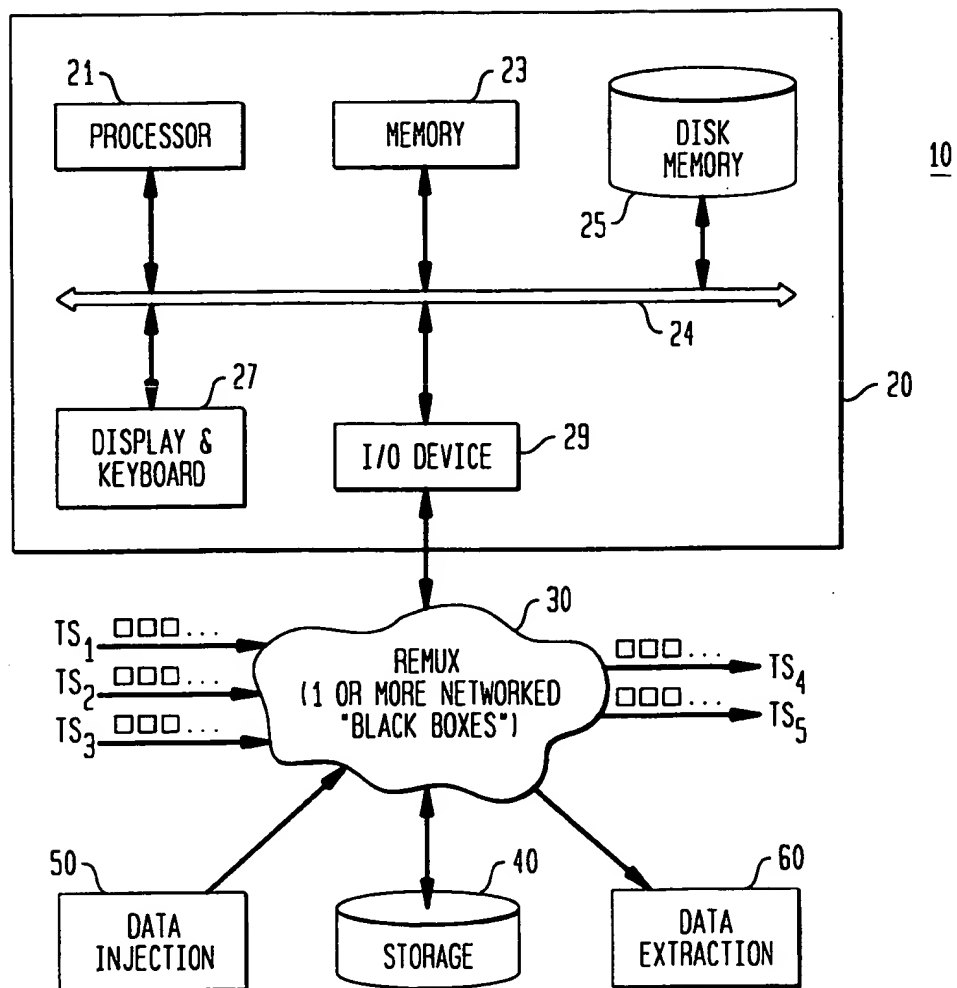 21
PROCESSOR
23
MEMORY
DISK
MEMORY
25
10
24
27
DISPLAY &
KEYBOARD
29
I/O DEVICE
20
30
TS1
TS2
TS3
...
...
...
REMUX
(1 OR MORE NETWORKED
"BLACK BOXES")
...
...
TS4
TS5
50
DATA
INJECTION
40
STORAGE
60
DATA
EXTRACTION